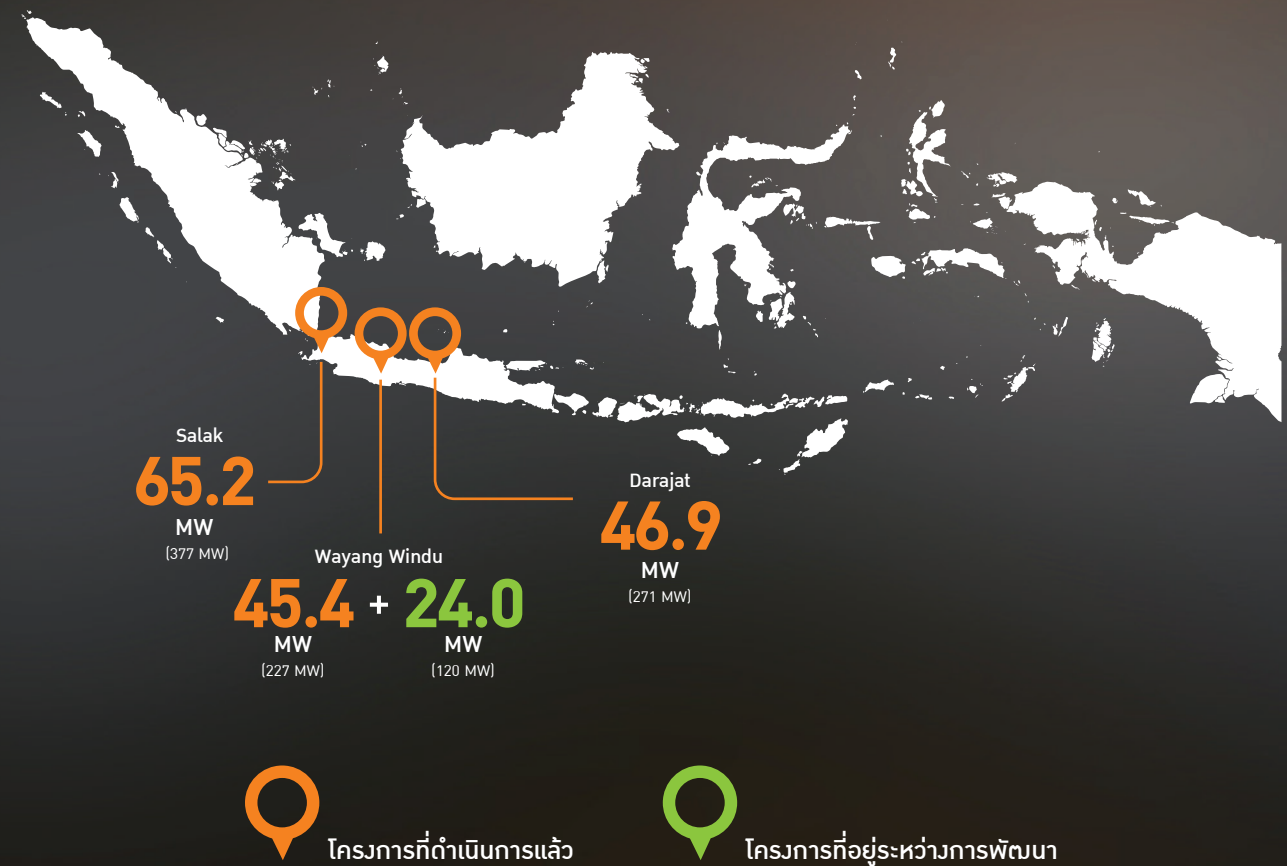 Salak
65.2
MW
(377 MW)
Wayang Windu
45.4 + 24.0
MW MW
(227 MW) (120 MW)
Darajat
46.9
MW
(271 MW)
โครงการที่ดำเนินการแล้ว
โครงการที่อยู่ระหว่างการพัฒนา